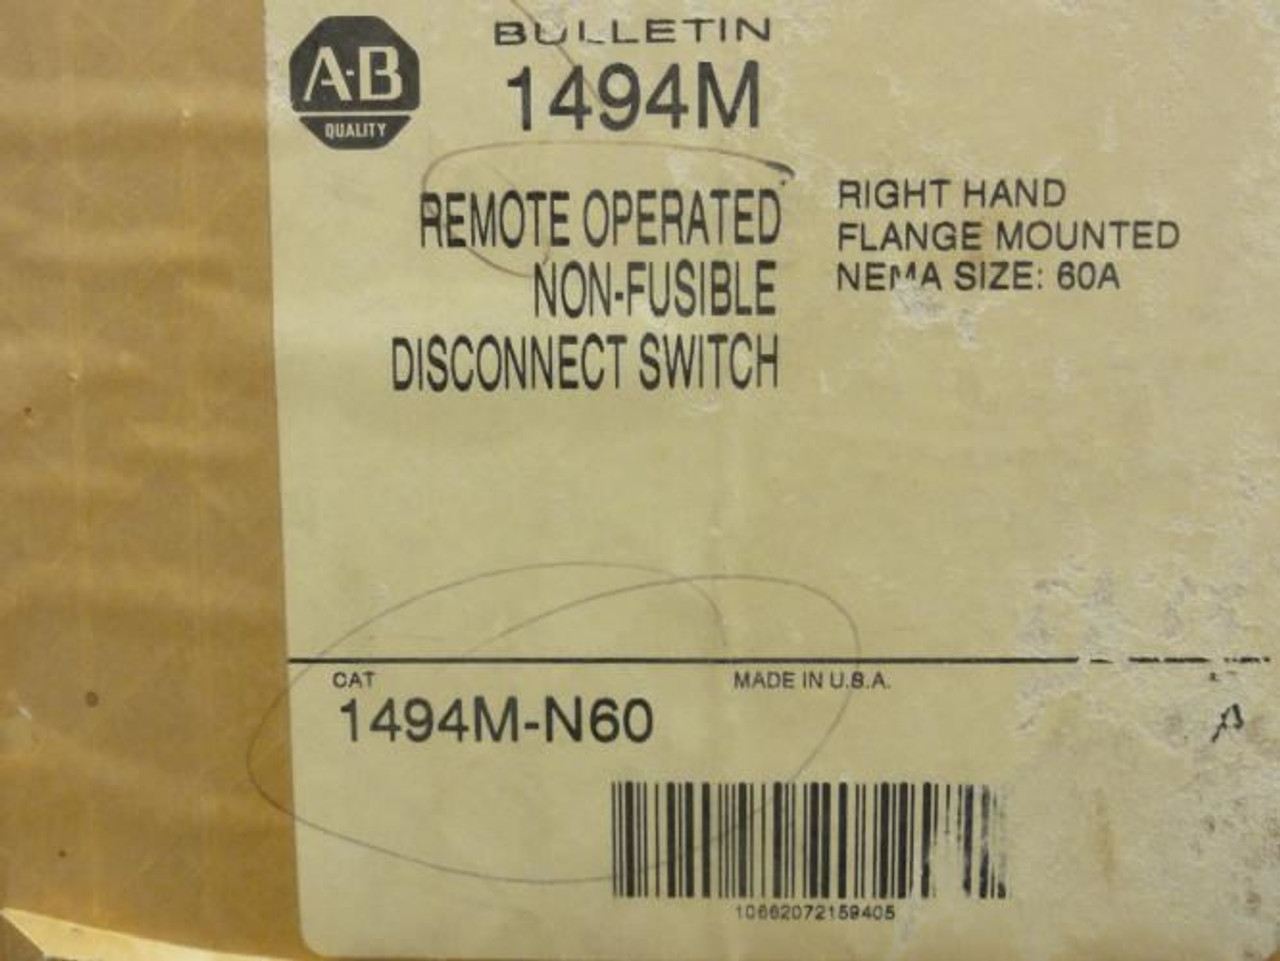 A-B
QUALITY
BULLETIN
1494M
REMOTE OPERATED
NON-FUSIBLE
DISCONNECT SWITCH
RIGHT HAND
FLANGE MOUNTED
NEMA SIZE: 60A
CAT
1494M-N60
MADE IN U.S.A.
10662072159405